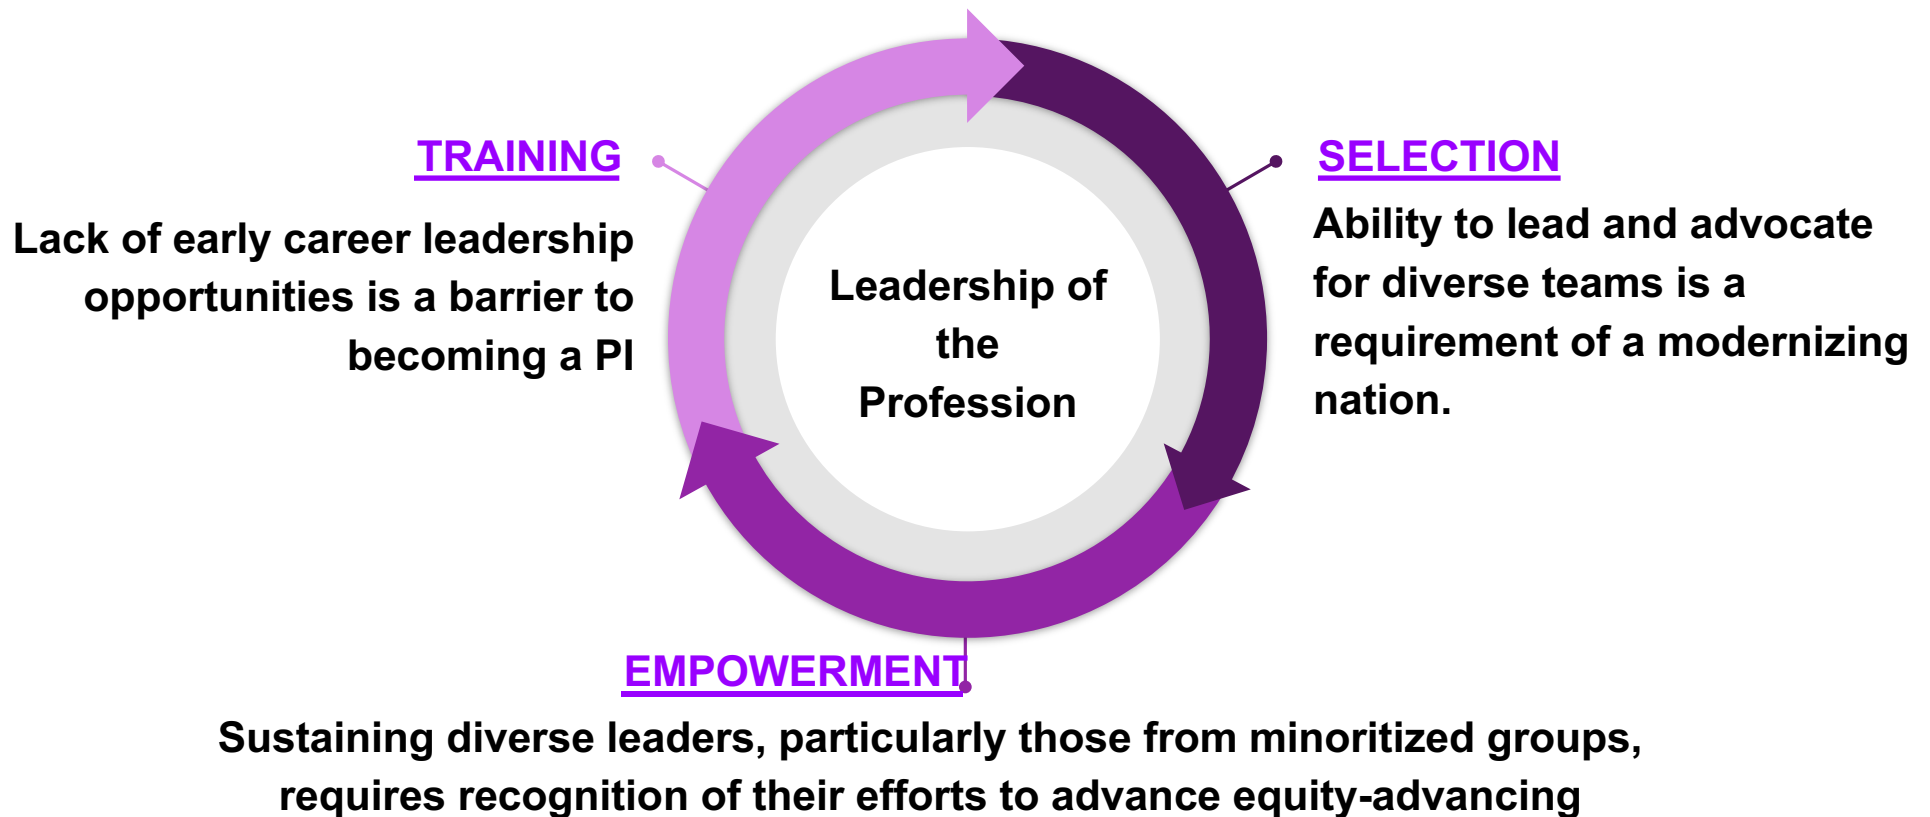 TRAINING
Lack of early career leadership
opportunities is a barrier to
becoming a PI
Leadership of
the
Profession
SELECTION
Ability to lead and advocate
for diverse teams is a
requirement of a modernizing
nation.
EMPOWERMENT
Sustaining diverse leaders, particularly those from minoritized groups,
requires recognition of their efforts to advance equity-advancing